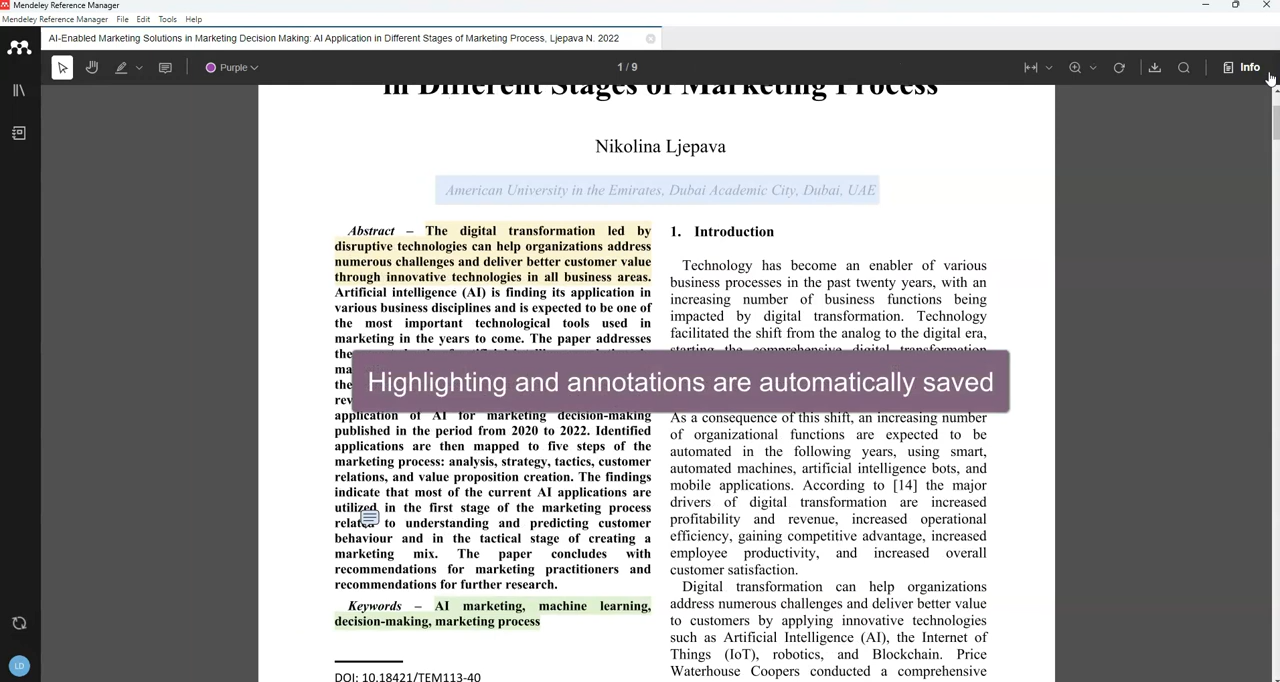 Mendeley Reference Manager
Mendeley Reference Manager File Edit Tools Help
AI-Enabled Marketing Solutions in Marketing Decision Making: AI Application in Different Stages of Marketing Process, Ljepava N. 2022
Purple
1 / 9
Info
in Different Stages of Marketing Process
Nikolina Ljepava
American University in the Emirates, Dubai Academic City, Dubai, UAE
Abstract – The digital transformation led by
disruptive technologies can help organizations address
numerous challenges and deliver better customer value
through innovative technologies in all business areas.
Artificial intelligence (AI) is finding its application in
various business disciplines and is expected to be one of
the most important technological tools used in
marketing in the years to come. The paper addresses
the
ma
the
rev
application of AI for marketing decision-making
published in the period from 2020 to 2022. Identified
applications are then mapped to five steps of the
marketing process: analysis, strategy, tactics, customer
relations, and value proposition creation. The findings
indicate that most of the current AI applications are
utilized in the first stage of the marketing process
related to understanding and predicting customer
behaviour and in the tactical stage of creating a
marketing mix. The paper concludes with
recommendations for marketing practitioners and
recommendations for further research.
Keywords – AI marketing, machine learning,
decision-making, marketing process
DOI: 10.18421/TEM113-40
1. Introduction
Technology has become an enabler of various
business processes in the past twenty years, with an
increasing number of business functions being
impacted by digital transformation. Technology
facilitated the shift from the analog to the digital era,
starting the comprehensive digital transformation
Highlighting and annotations are automatically saved
As a consequence of this shift, an increasing number
of organizational functions are expected to be
automated in the following years, using smart,
automated machines, artificial intelligence bots, and
mobile applications. According to [14] the major
drivers of digital transformation are increased
profitability and revenue, increased operational
efficiency, gaining competitive advantage, increased
employee productivity, and increased overall
customer satisfaction.
Digital transformation can help organizations
address numerous challenges and deliver better value
to customers by applying innovative technologies
such as Artificial Intelligence (AI), the Internet of
Things (IoT), robotics, and Blockchain. Price
Waterhouse Coopers conducted a comprehensive
LD